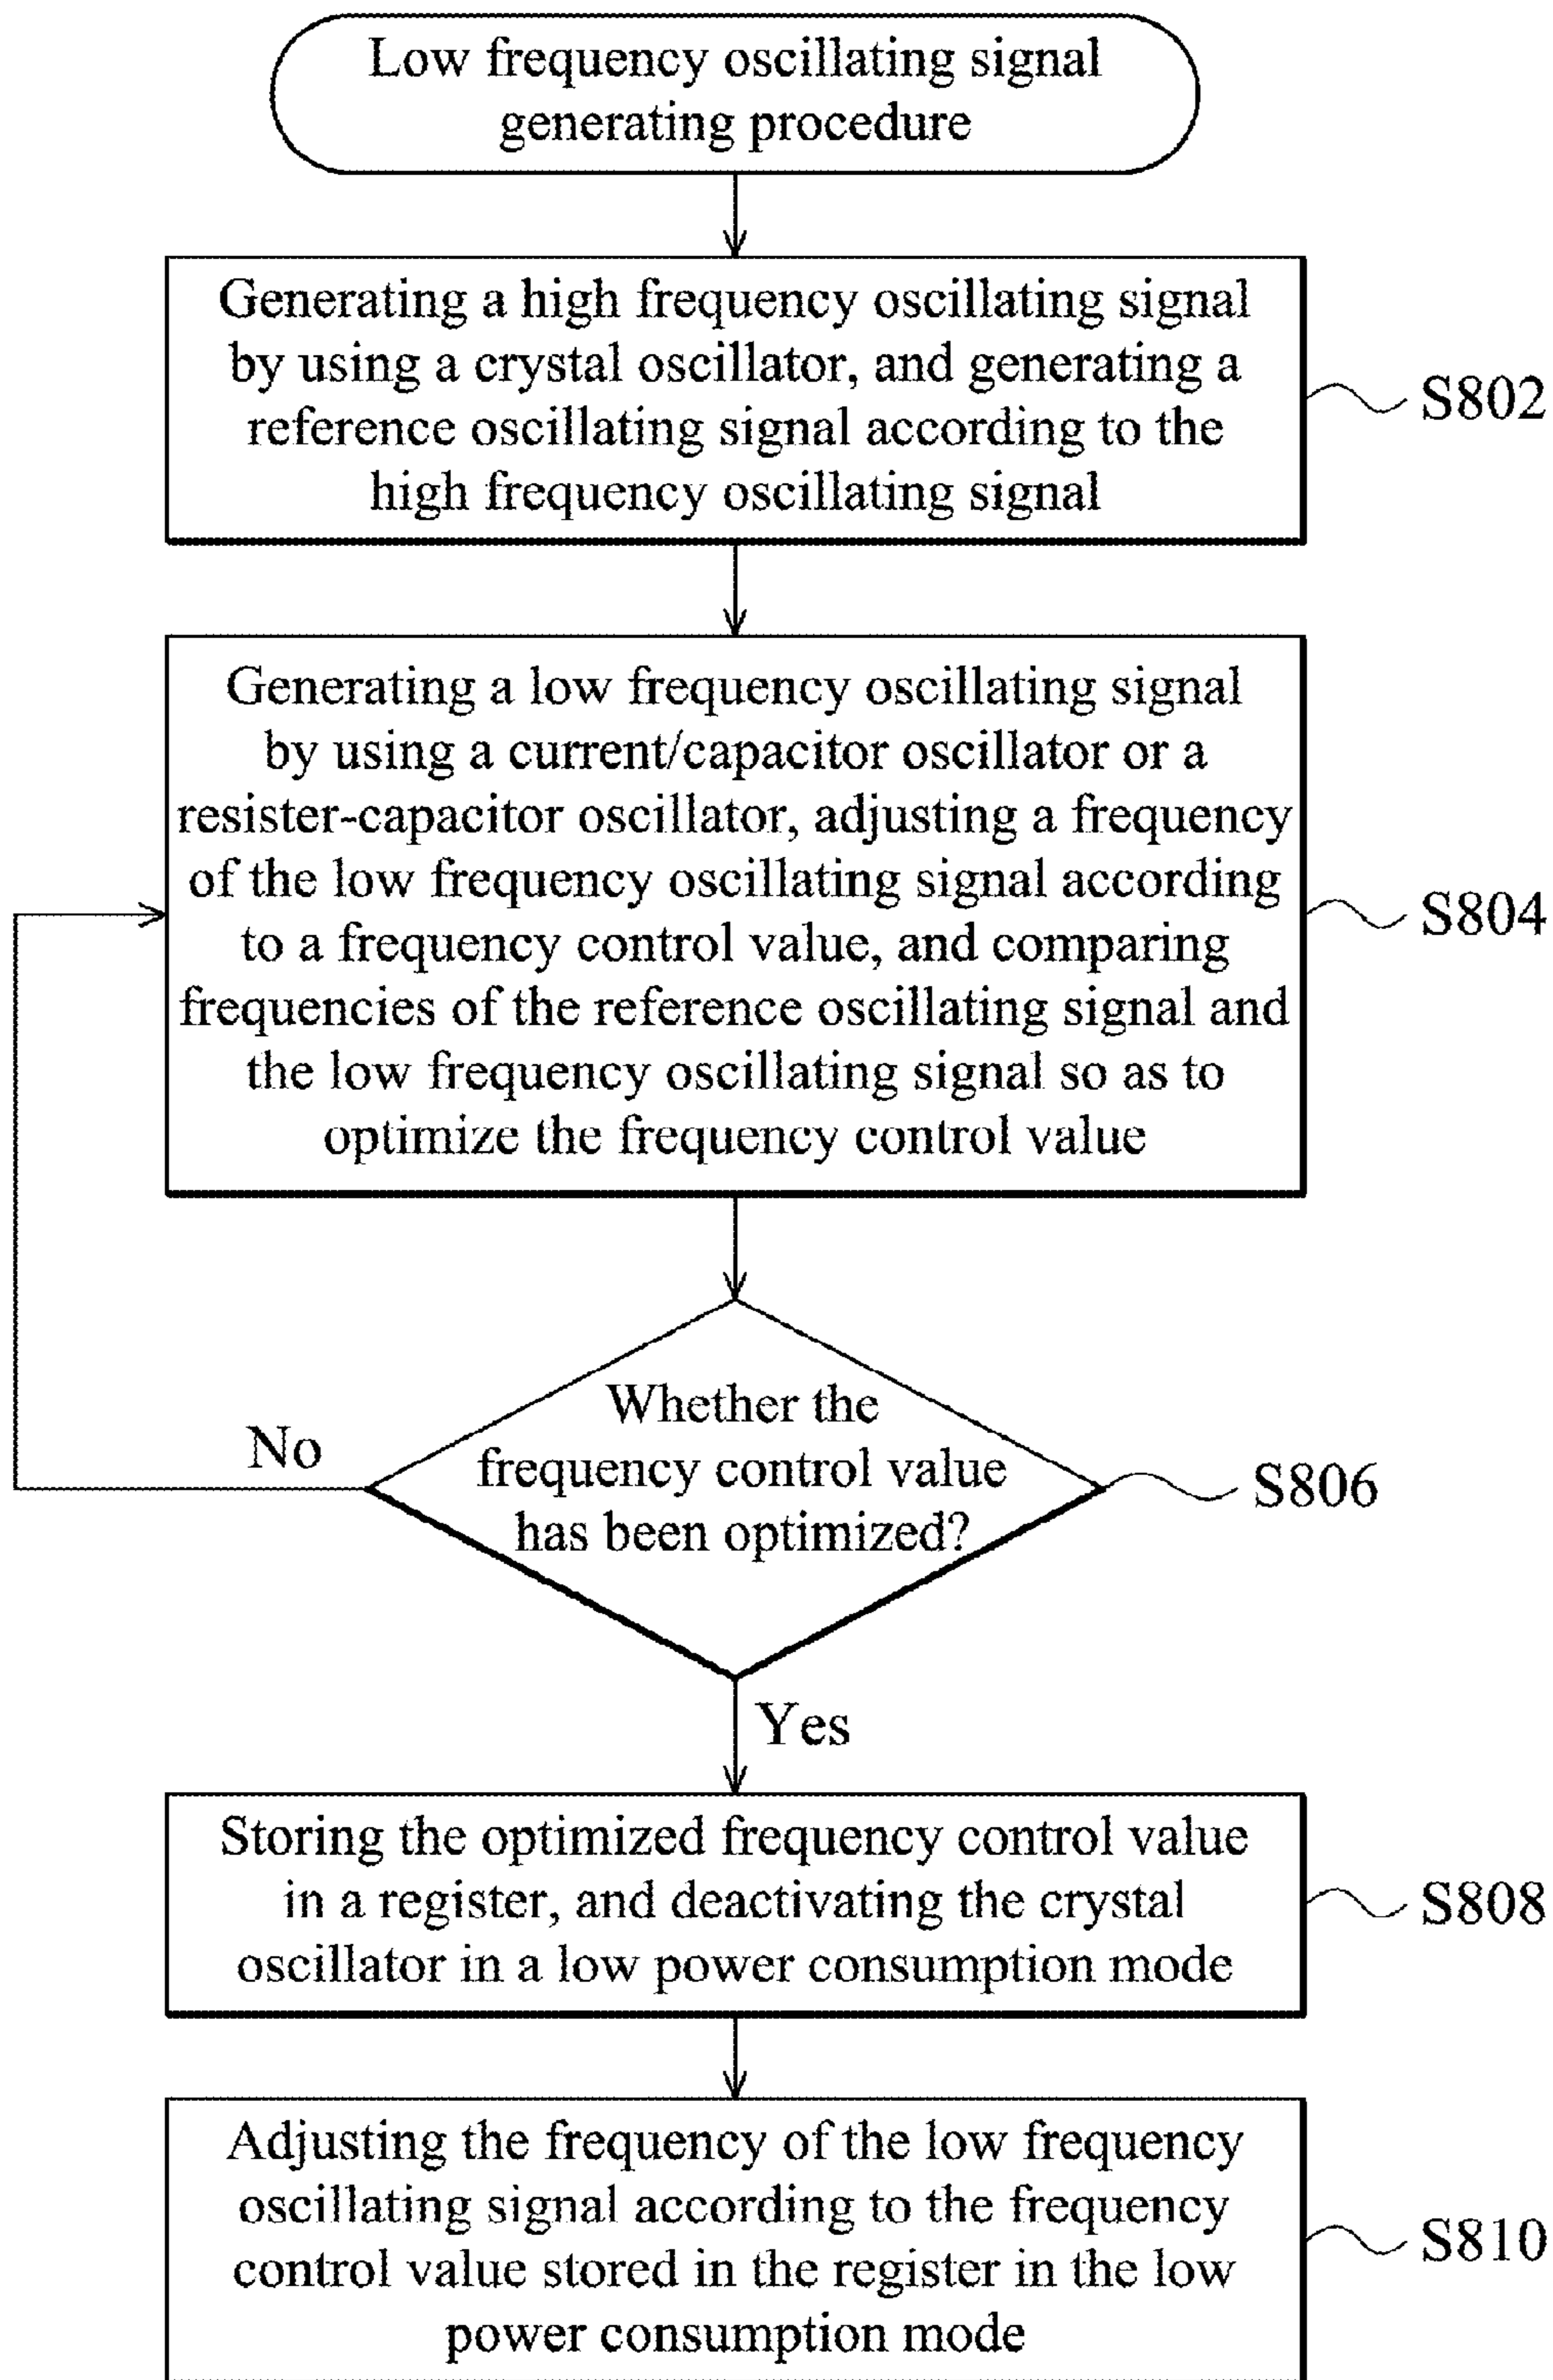 Low frequency oscillating signal
generating procedure
Generating a high frequency oscillating signal
by using a crystal oscillator, and generating a
reference oscillating signal according to the
high frequency oscillating signal
S802
Generating a low frequency oscillating signal
by using a current/capacitor oscillator or a
resister-capacitor oscillator, adjusting a frequency
of the low frequency oscillating signal according
to a frequency control value, and comparing
frequencies of the reference oscillating signal and
the low frequency oscillating signal so as to
optimize the frequency control value
S804
Whether the
frequency control value
has been optimized?
S806
No
Yes
Storing the optimized frequency control value
in a register, and deactivating the crystal
oscillator in a low power consumption mode
S808
Adjusting the frequency of the low frequency
oscillating signal according to the frequency
control value stored in the register in the low
power consumption mode
S810